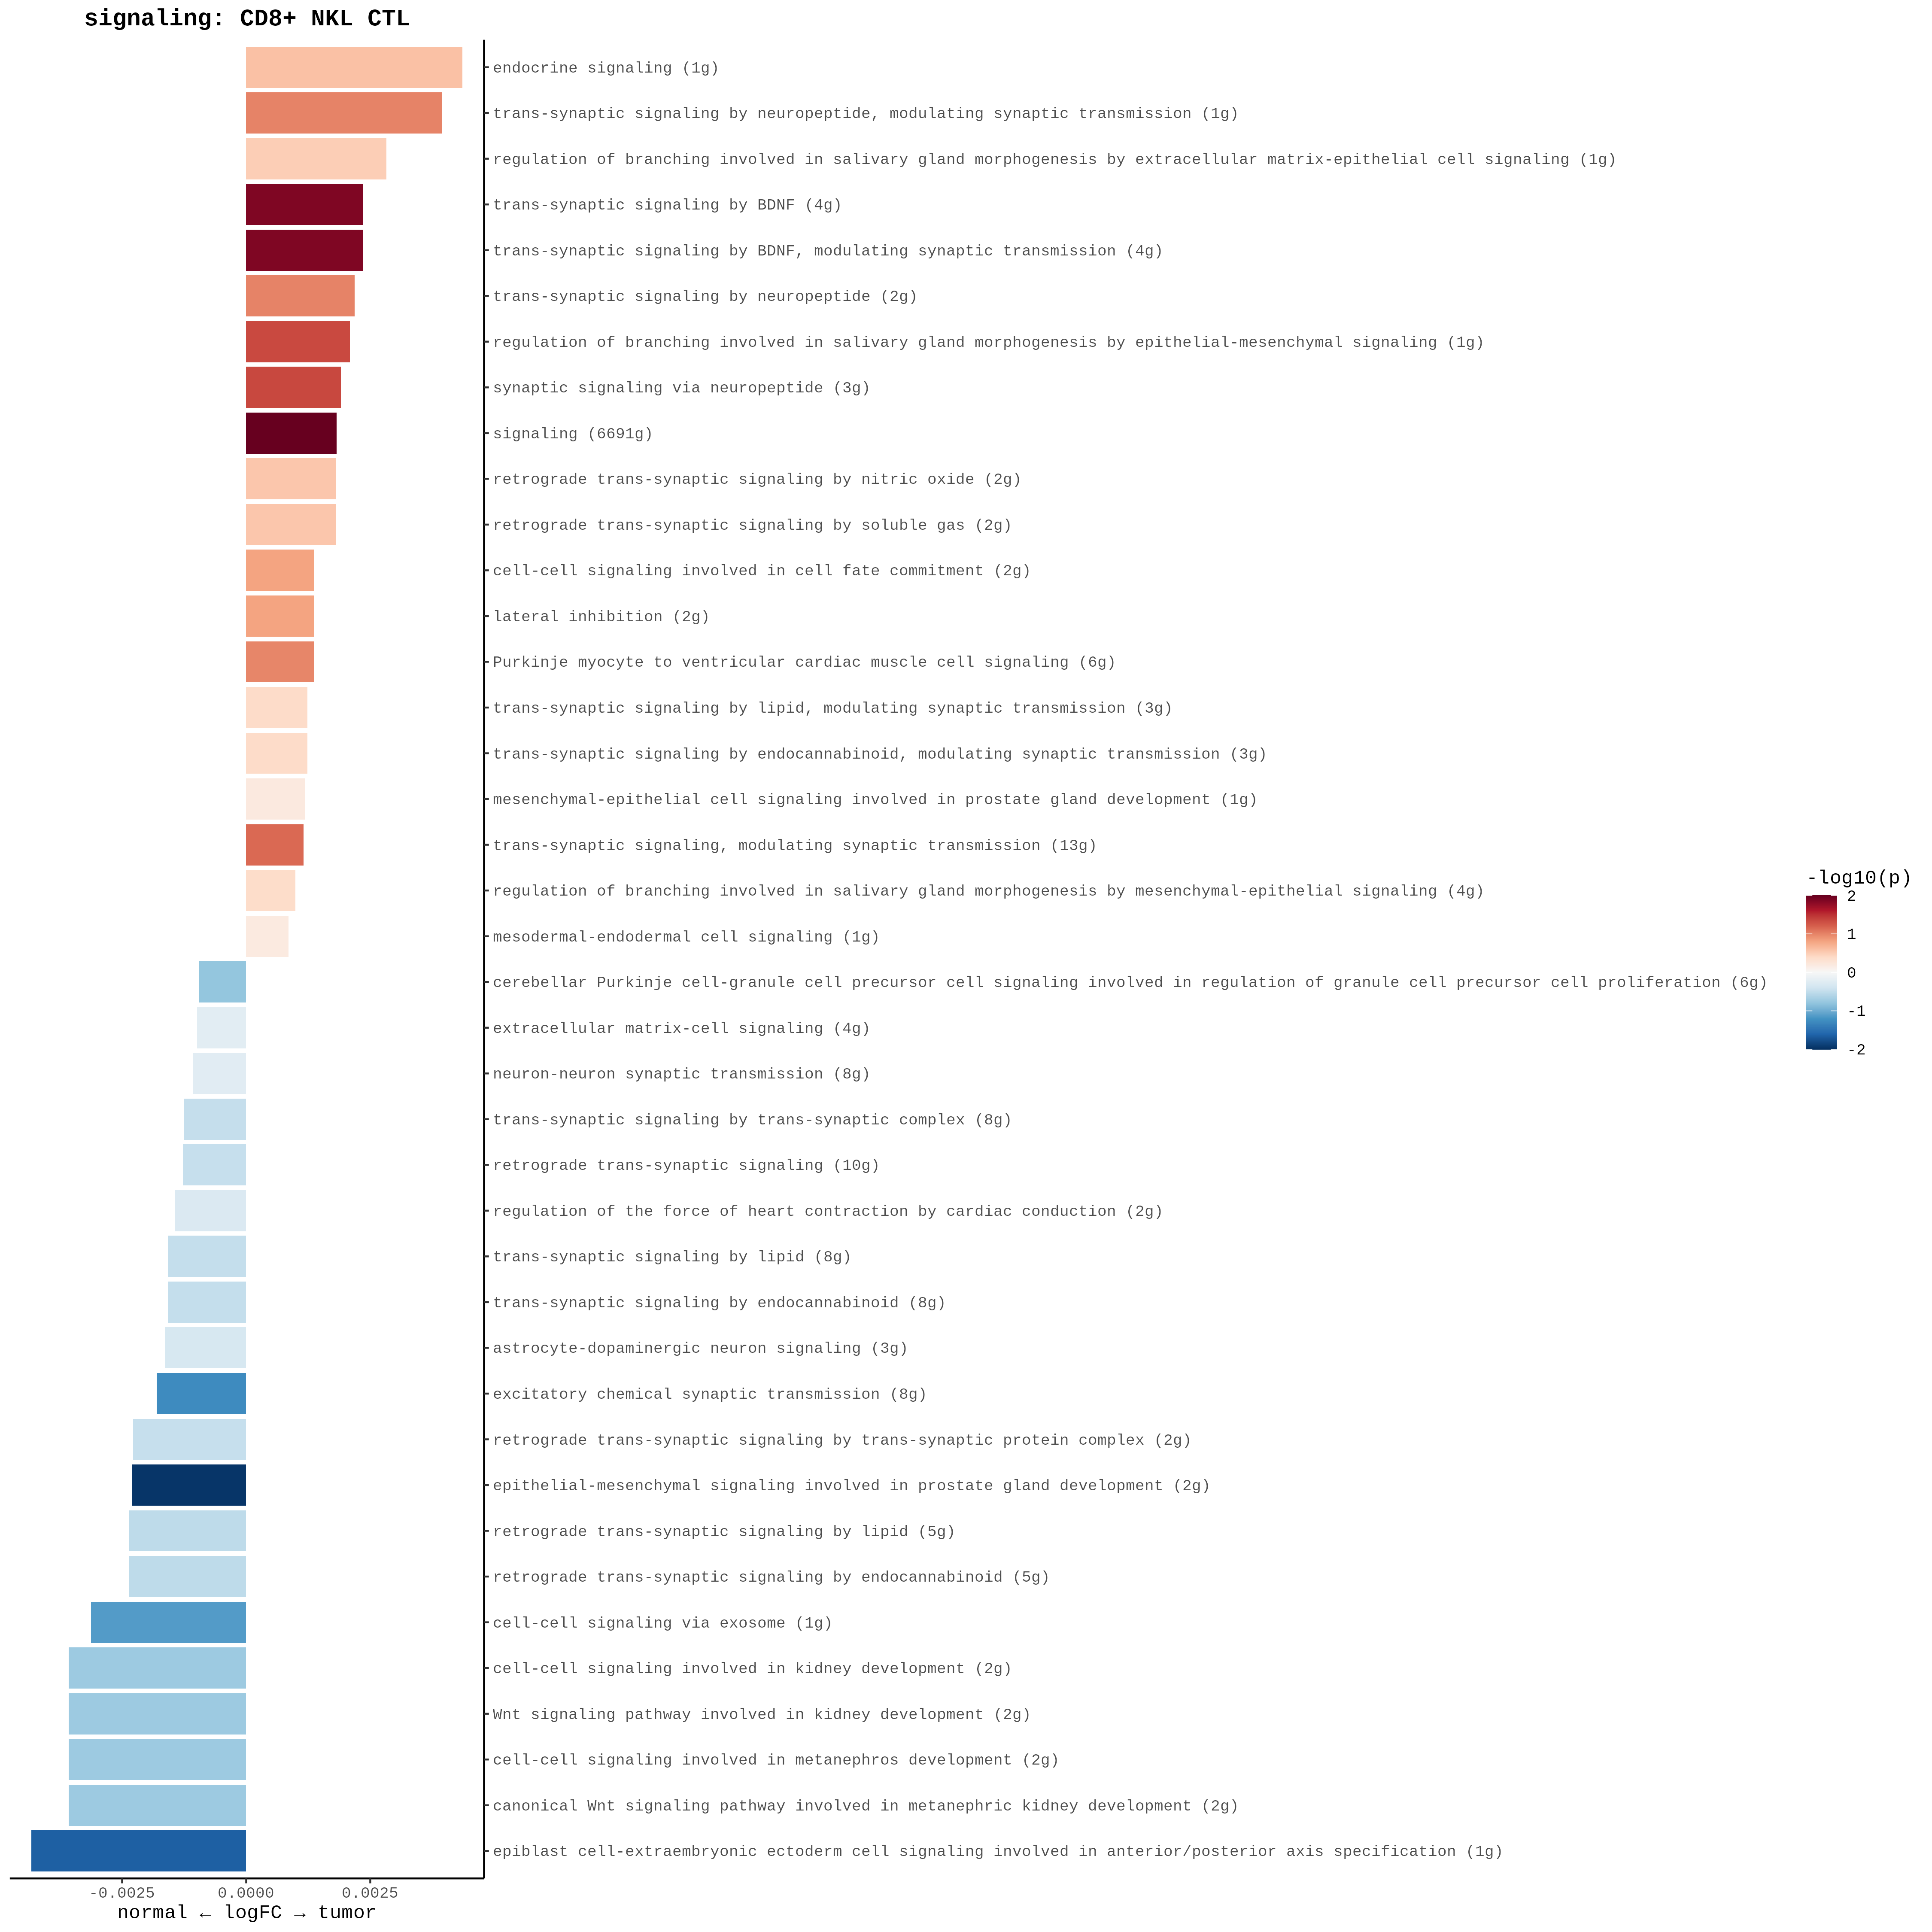 signaling: CD8+ NKL CTL
endocrine signaling (1g)
trans-synaptic signaling by neuropeptide, modulating synaptic transmission (1g)
regulation of branching involved in salivary gland morphogenesis by extracellular matrix-epithelial cell signaling (1g)
trans-synaptic signaling by BDNF (4g)
trans-synaptic signaling by BDNF, modulating synaptic transmission (4g)
trans-synaptic signaling by neuropeptide (2g)
regulation of branching involved in salivary gland morphogenesis by epithelial-mesenchymal signaling (1g)
synaptic signaling via neuropeptide (3g)
signaling (6691g)
retrograde trans-synaptic signaling by nitric oxide (2g)
retrograde trans-synaptic signaling by soluble gas (2g)
cell-cell signaling involved in cell fate commitment (2g)
lateral inhibition (2g)
Purkinje myocyte to ventricular cardiac muscle cell signaling (6g)
trans-synaptic signaling by lipid, modulating synaptic transmission (3g)
trans-synaptic signaling by endocannabinoid, modulating synaptic transmission (3g)
mesenchymal-epithelial cell signaling involved in prostate gland development (1g)
trans-synaptic signaling, modulating synaptic transmission (13g)
regulation of branching involved in salivary gland morphogenesis by mesenchymal-epithelial signaling (4g)
mesodermal-endodermal cell signaling (1g)
cerebellar Purkinje cell-granule cell precursor cell signaling involved in regulation of granule cell precursor cell proliferation (6g)
extracellular matrix-cell signaling (4g)
neuron-neuron synaptic transmission (8g)
trans-synaptic signaling by trans-synaptic complex (8g)
retrograde trans-synaptic signaling (10g)
regulation of the force of heart contraction by cardiac conduction (2g)
trans-synaptic signaling by lipid (8g)
trans-synaptic signaling by endocannabinoid (8g)
astrocyte-dopaminergic neuron signaling (3g)
excitatory chemical synaptic transmission (8g)
retrograde trans-synaptic signaling by trans-synaptic protein complex (2g)
epithelial-mesenchymal signaling involved in prostate gland development (2g)
retrograde trans-synaptic signaling by lipid (5g)
retrograde trans-synaptic signaling by endocannabinoid (5g)
cell-cell signaling via exosome (1g)
cell-cell signaling involved in kidney development (2g)
Wnt signaling pathway involved in kidney development (2g)
cell-cell signaling involved in metanephros development (2g)
canonical Wnt signaling pathway involved in metanephric kidney development (2g)
epiblast cell-extraembryonic ectoderm cell signaling involved in anterior/posterior axis specification (1g)
-0.0025 0.0000 0.0025
normal ← logFC → tumor
-log10(p)
2
1
0
-1
-2